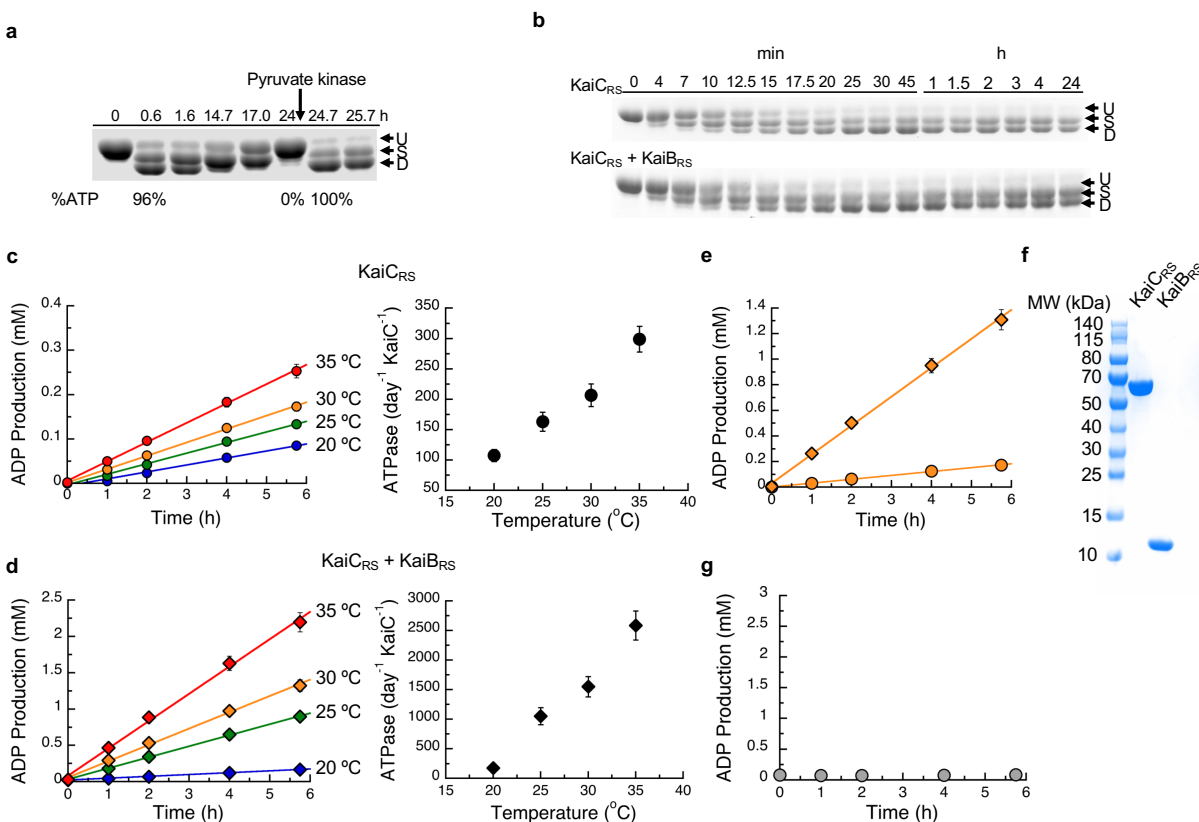 a
Pyruvate kinase
0 0.6 1.6 14.7 17.0 24 24.7 25.7 h
U
S
D
%ATP 96% 0% 100%
b
min h
KaiCRS 0 4 7 10 12.5 15 17.5 20 25 30 45 1 1.5 2 3 4 24
U
S
D
KaiCRS + KaiBRS
U
S
D
c
KaiCRS
ADP Production (mM)
0.4
0.3
0.2
0.1
0
35 ºC
30 ºC
25 ºC
20 ºC
0 1 2 3 4 5 6
Time (h)
ATPase (day-1 KaiC-1)
350
300
250
200
150
100
50
15 20 25 30 35 40
Temperature (oC)
d
KaiCRS + KaiBRS
ADP Production (mM)
2.5
2
1.5
1
0.5
0
35 ºC
30 ºC
25 ºC
20 ºC
0 1 2 3 4 5 6
Time (h)
ATPase (day-1 KaiC-1)
3000
2500
2000
1500
1000
500
0
15 20 25 30 35 40
Temperature (oC)
e
ADP Production (mM)
1.4
1.2
1
0.8
0.6
0.4
0.2
0
0 1 2 3 4 5 6
Time (h)
f
KaiCRS
KaiBRS
MW (kDa)
140
115
80
70
50
40
30
25
15
10
g
ADP Production (mM)
3
2.5
2
1.5
1
0.5
0
0 1 2 3 4 5 6
Time (h)